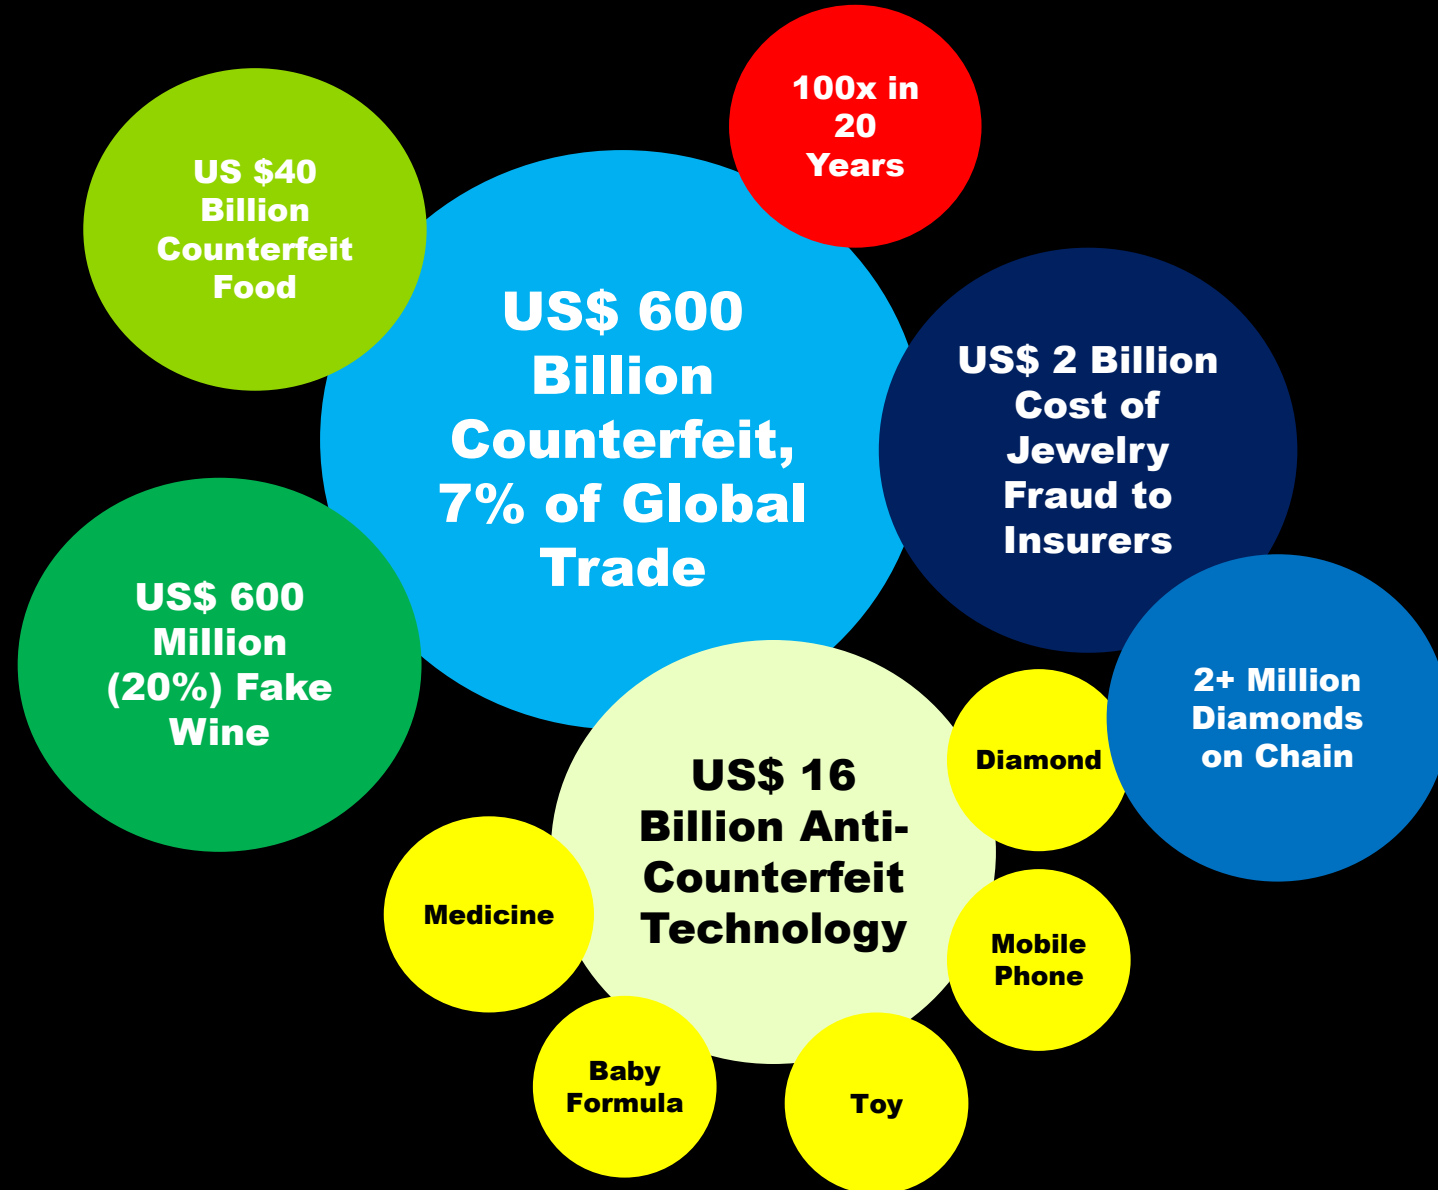 100x in
20
Years
US $40
Billion
Counterfeit
Food
US$ 600
Billion
Counterfeit,
7% of Global
Trade
US$ 2 Billion
Cost of
Jewelry
Fraud to
Insurers
US$ 600
Million
(20%) Fake
Wine
2+ Million
Diamonds
on Chain
Diamond
US$ 16
Billion Anti-
Counterfeit
Technology
Medicine
Mobile
Phone
Baby
Formula
Toy